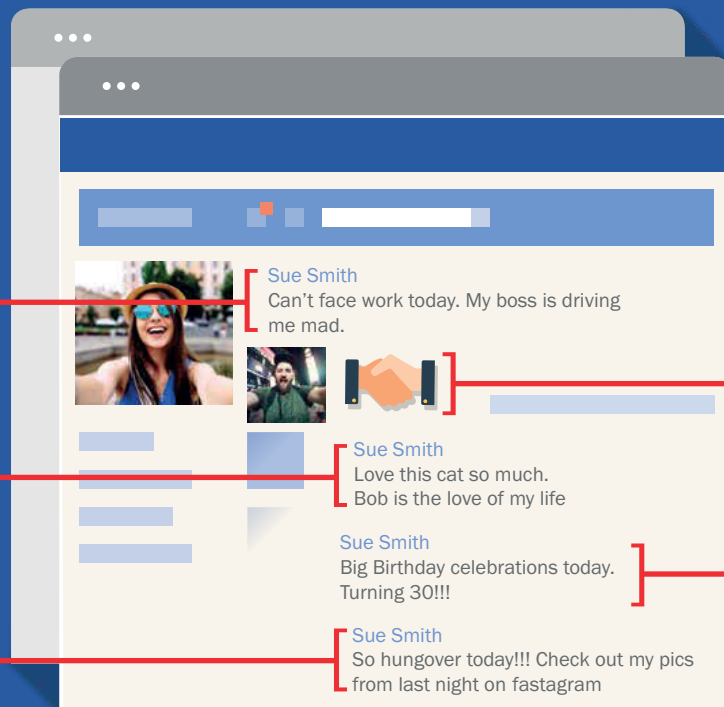 Sue Smith
Can't face work today. My boss is driving
me mad.
Sue Smith
Love this cat so much.
Bob is the love of my life
Sue Smith
Big Birthday celebrations today.
Turning 30!!!
Sue Smith
So hungover today!!! Check out my pics
from last night on fastagram